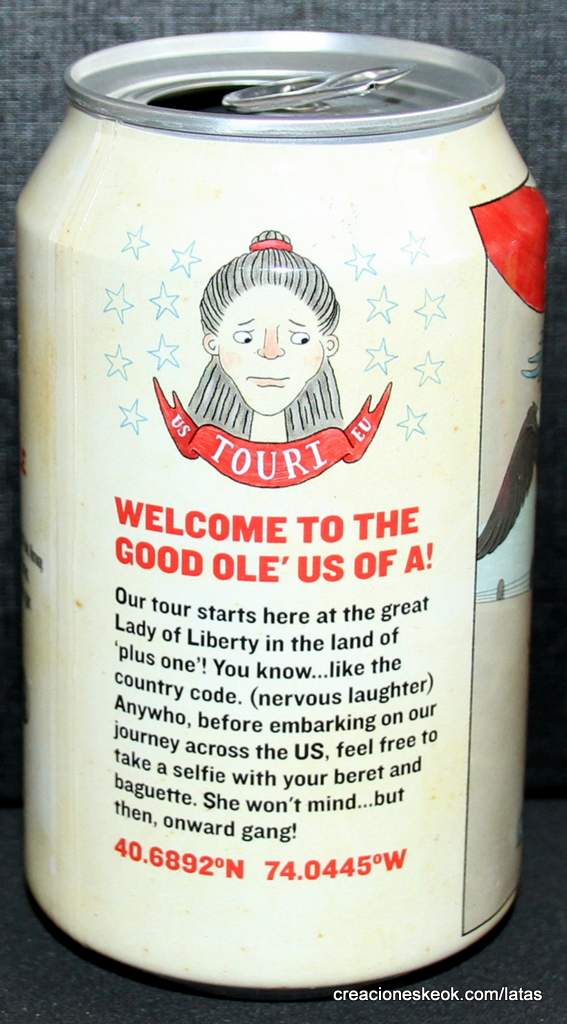 US TOURI EU
WELCOME TO THE
GOOD OLE' US OF A!
Our tour starts here at the great
Lady of Liberty in the land of
'plus one'! You know...like the
country code. (nervous laughter)
Anywho, before embarking on our
journey across the US, feel free to
take a selfie with your beret and
baguette. She won't mind...but
then, onward gang!
40.6892ºN 74.0445ºW
creacioneskeok.com/latas